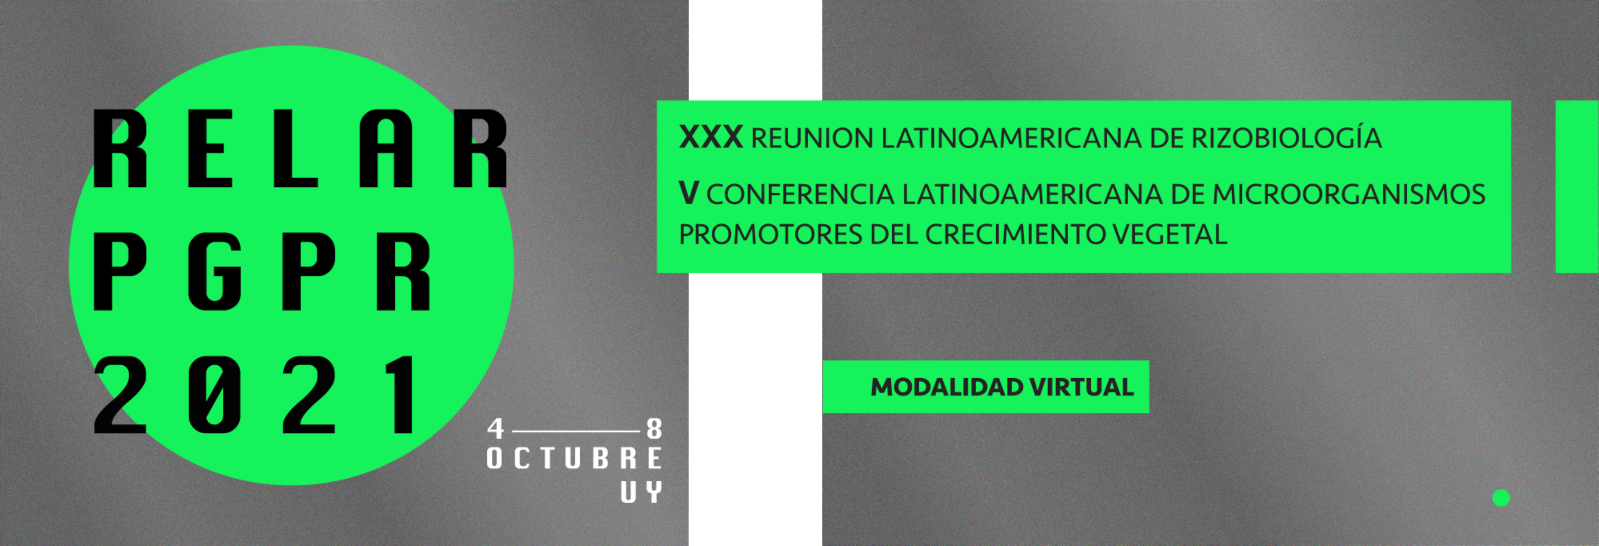 RELAR
PGPR
2021
4 8
OCTUBRE
UY
XXX REUNION LATINOAMERICANA DE RIZOBIOLOGÍA
V CONFERENCIA LATINOAMERICANA DE MICROORGANISMOS
PROMOTORES DEL CRECIMIENTO VEGETAL
MODALIDAD VIRTUAL